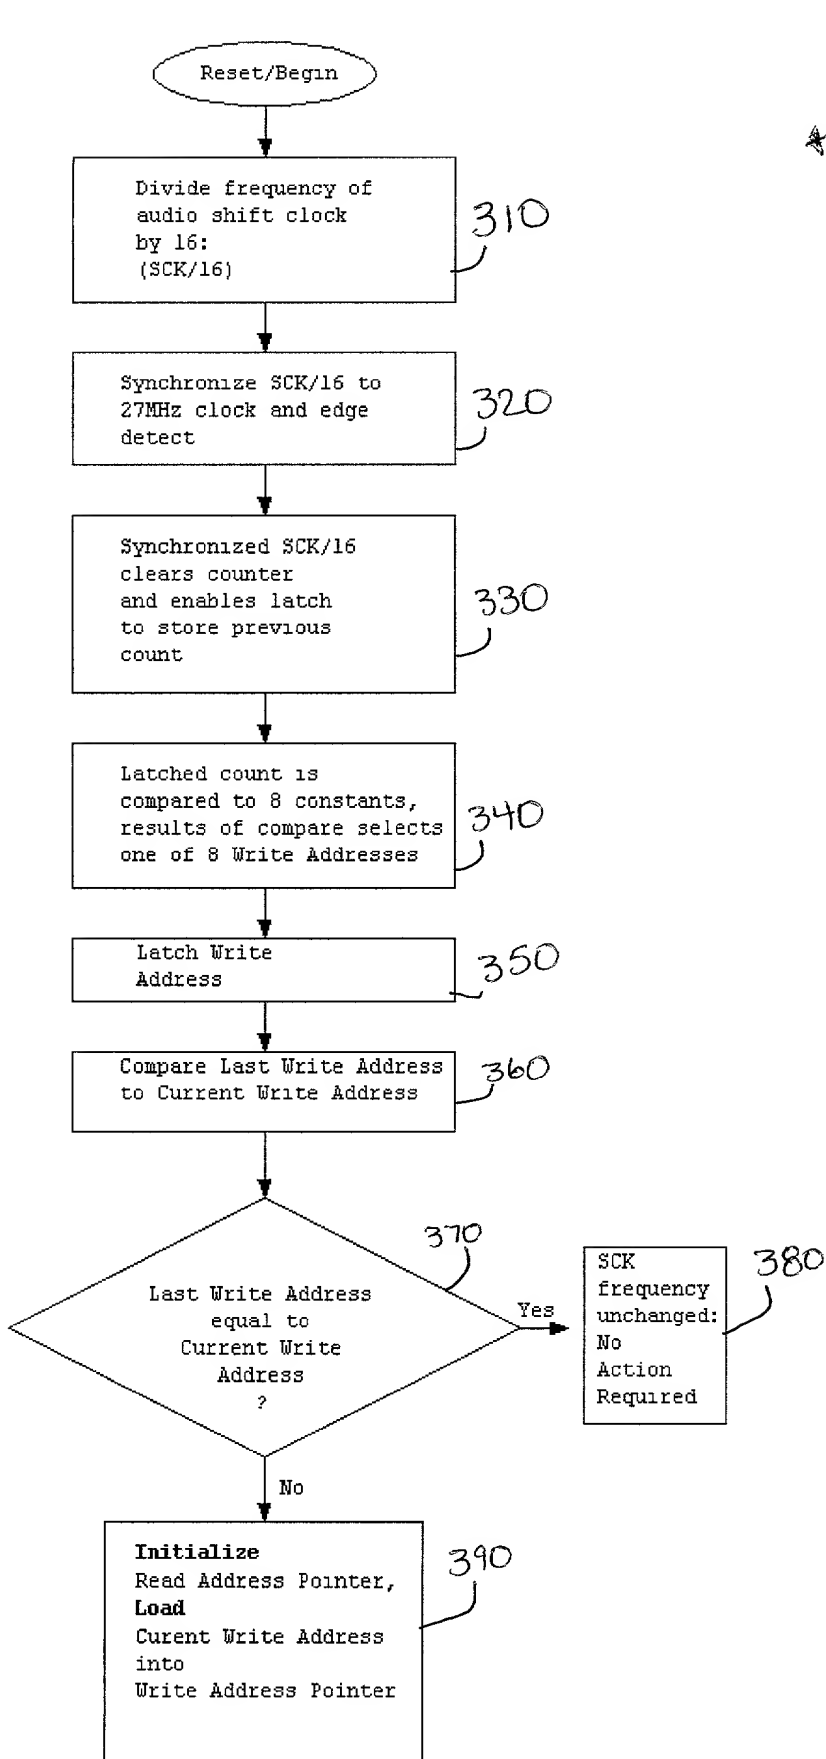 Reset/Begin
Divide frequency of
audio shift clock
by 16:
(SCK/16)
310
Synchronize SCK/16 to
27MHz clock and edge
detect
320
Synchronized SCK/16
clears counter
and enables latch
to store previous
count
330
Latched count is
compared to 8 constants,
results of compare selects
one of 8 Write Addresses
340
Latch Write
Address
350
Compare Last Write Address
to Current Write Address
360
370
Last Write Address
equal to
Current Write
Address
?
Yes
SCK
frequency
unchanged:
No
Action
Required
380
No
Initialize
Read Address Pointer,
Load
Curent Write Address
into
Write Address Pointer
390